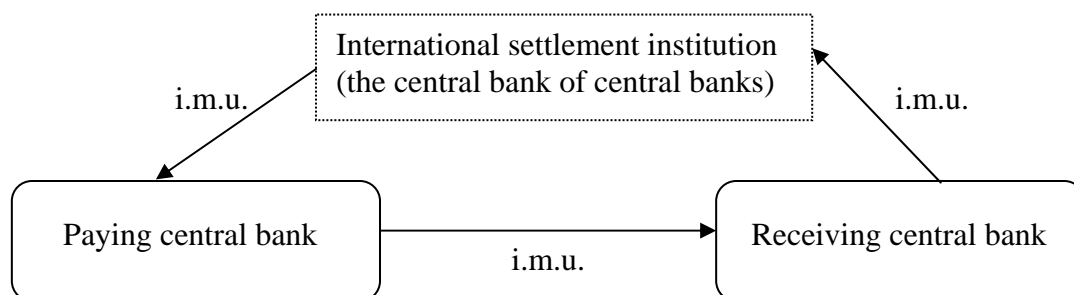 International settlement institution
(the central bank of central banks)
i.m.u.
i.m.u.
Paying central bank
Receiving central bank
i.m.u.